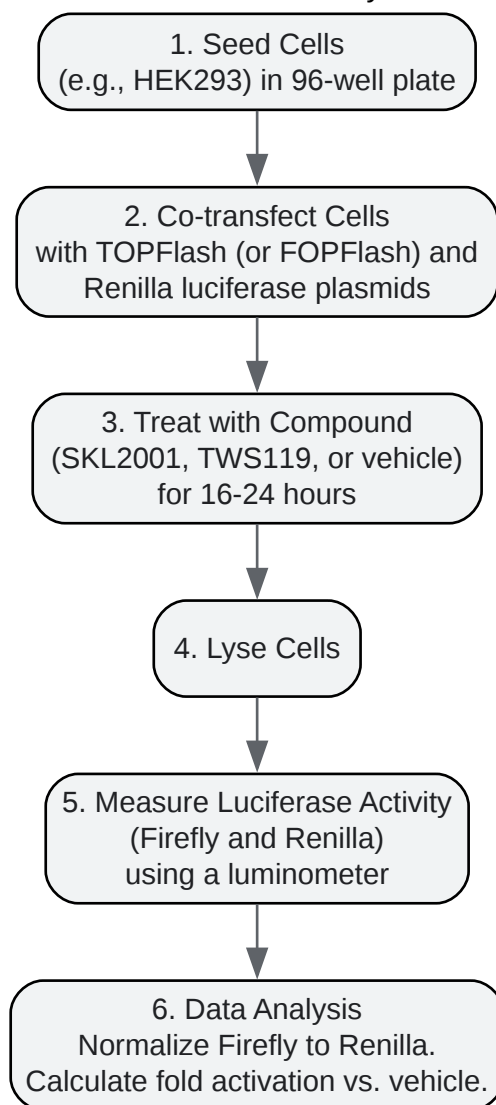 1. Seed Cells
(e.g., HEK293) in 96-well plate
2. Co-transfect Cells
with TOPFlash (or FOPFlash) and
Renilla luciferase plasmids
3. Treat with Compound
(SKL2001, TWS119, or vehicle)
for 16-24 hours
4. Lyse Cells
5. Measure Luciferase Activity
(Firefly and Renilla)
using a luminometer
6. Data Analysis
Normalize Firefly to Renilla.
Calculate fold activation vs. vehicle.